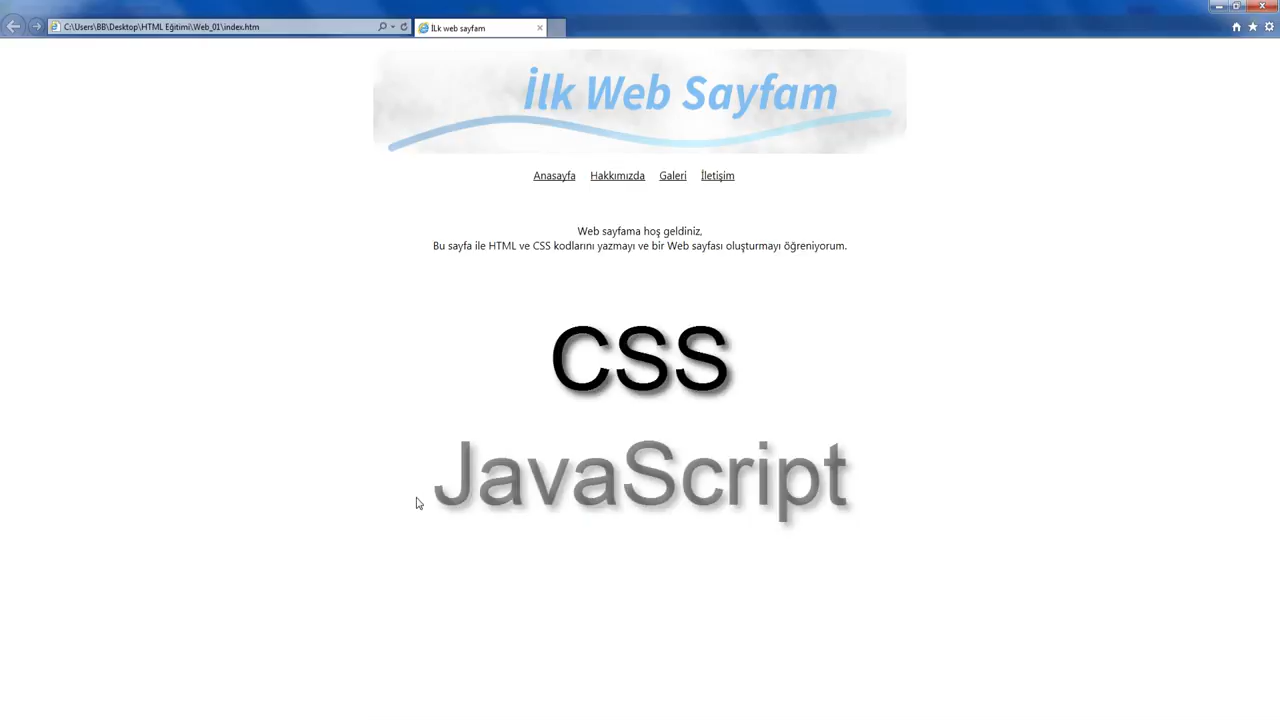 C:\Users\BB\Desktop\HTML Eğitimi\Web_01\index.htm
İLk web sayfam
İlk Web Sayfam
Anasayfa Hakkımızda Galeri İletişim
Web sayfama hoş geldiniz,
Bu sayfa ile HTML ve CSS kodlarını yazmayı ve bir Web sayfası oluşturmayı öğreniyorum.
CSS
JavaScript